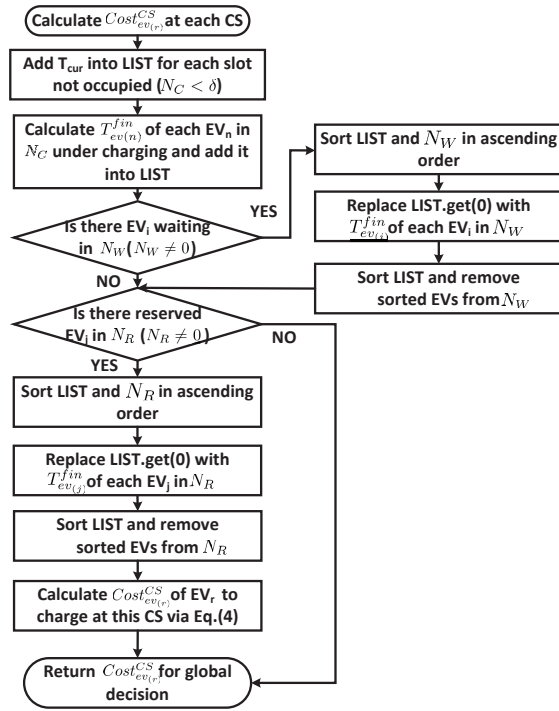 Calculate Cost^{CS}_{ev(r)} at each CS
Add T_cur into LIST for each slot
not occupied (N_C < δ)
Calculate T^{fin}_{ev(n)} of each EV_n in
N_C under charging and add it
into LIST
Is there EV_i waiting
in N_W(N_W ≠ 0)
YES
NO
Sort LIST and N_W in ascending
order
Replace LIST.get(0) with
T^{fin}_{ev(i)} of each EV_i in N_W
Sort LIST and remove
sorted EVs from N_W
Is there reserved
EV_j in N_R (N_R ≠ 0)
NO
YES
Sort LIST and N_R in ascending
order
Replace LIST.get(0) with
T^{fin}_{ev(j)} of each EV_j in N_R
Sort LIST and remove
sorted EVs from N_R
Calculate Cost^{CS}_{ev(r)} of EV_r to
charge at this CS via Eq.(4)
Return Cost^{CS}_{ev(r)} for global
decision